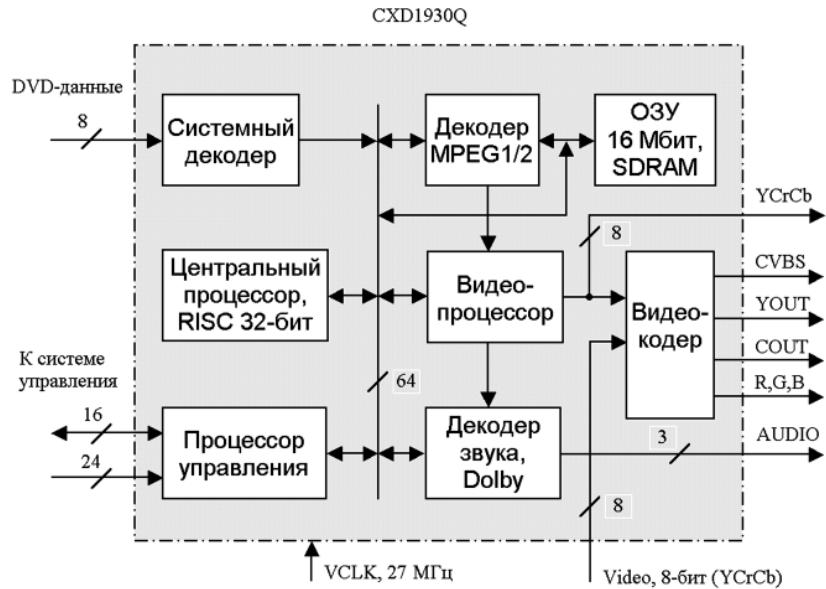 CXD1930Q
DVD-данные
8
Системный
декодер
Декодер
MPEG1/2
ОЗУ
16 Мбит,
SDRAM
YCrCb
8
Центральный
процессор,
RISC 32-бит
Видео-
процессор
Видео-
кодер
CVBS
YOUT
COUT
R,G,B
К системе
управления
64
16
24
Процессор
управления
Декодер
звука,
Dolby
3
AUDIO
8
VCLK, 27 МГц
Video, 8-бит (YCrCb)